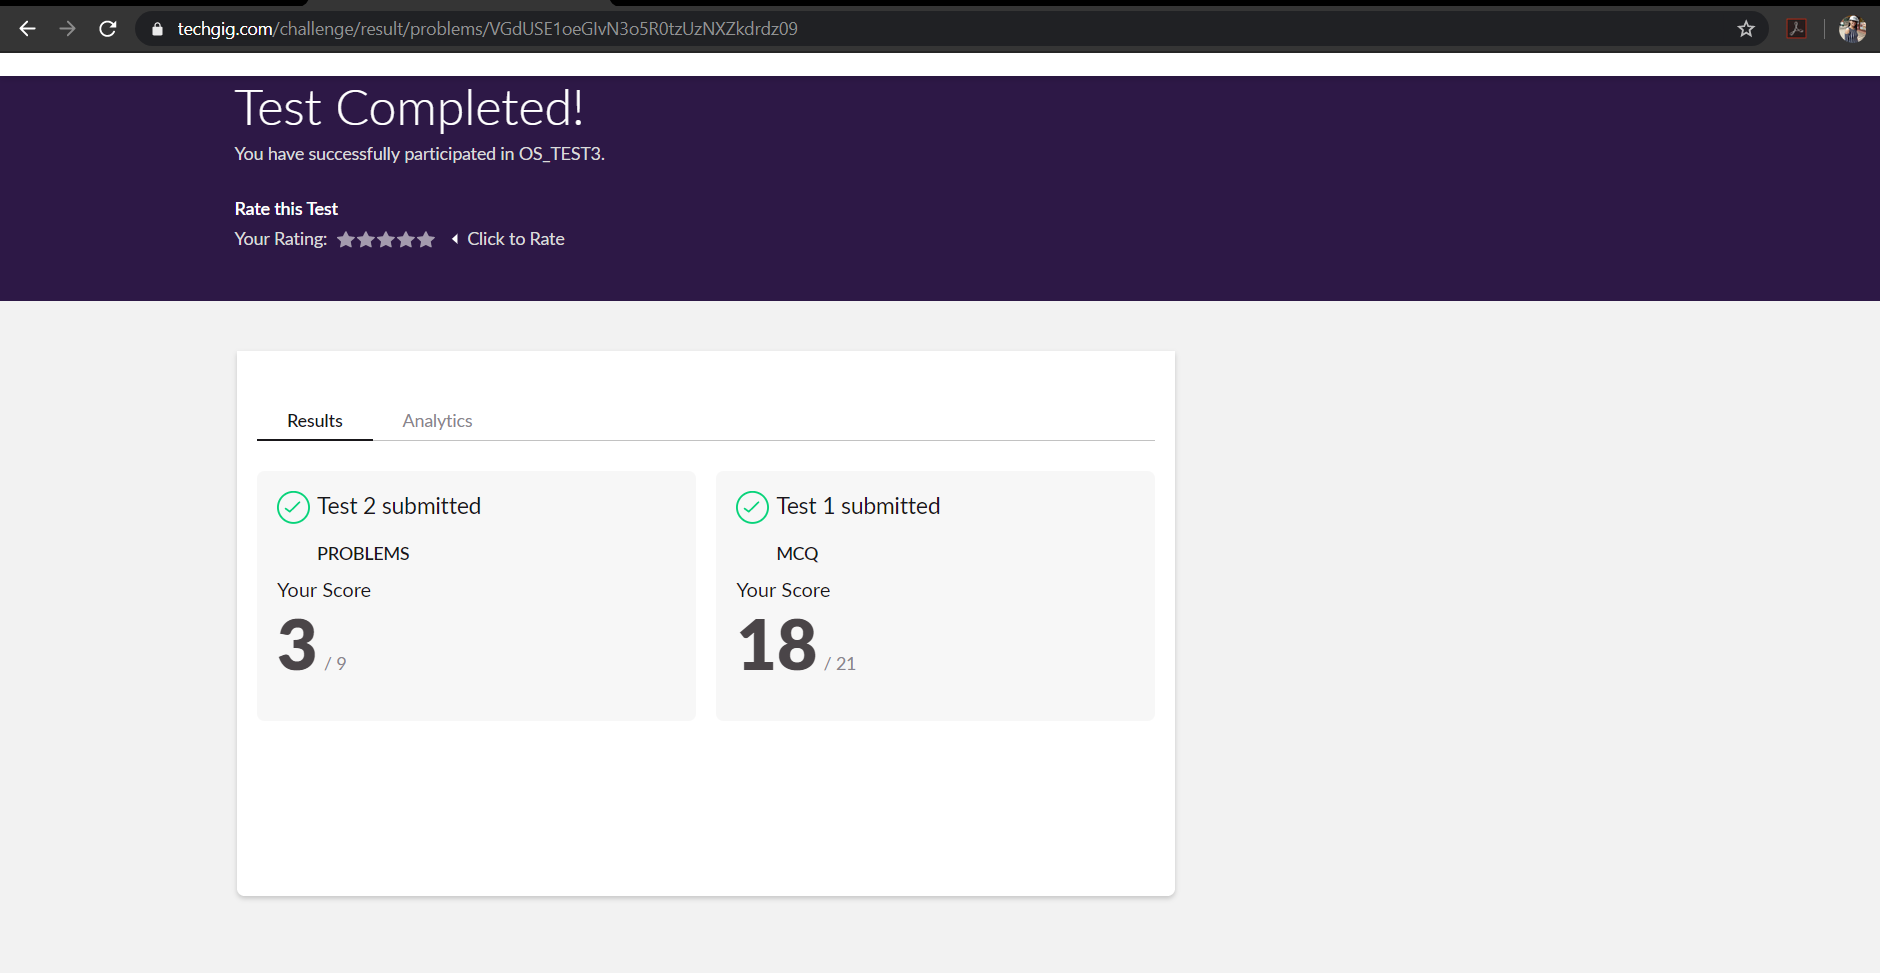 techgig.com/challenge/result/problems/VGdUSE1oeGIvN3o5R0tzUzNXZkdrdz09
Test Completed!
You have successfully participated in OS_TEST3.
Rate this Test
Your Rating: Click to Rate
Results Analytics
Test 2 submitted
PROBLEMS
Your Score
3 / 9
Test 1 submitted
MCQ
Your Score
18 / 21